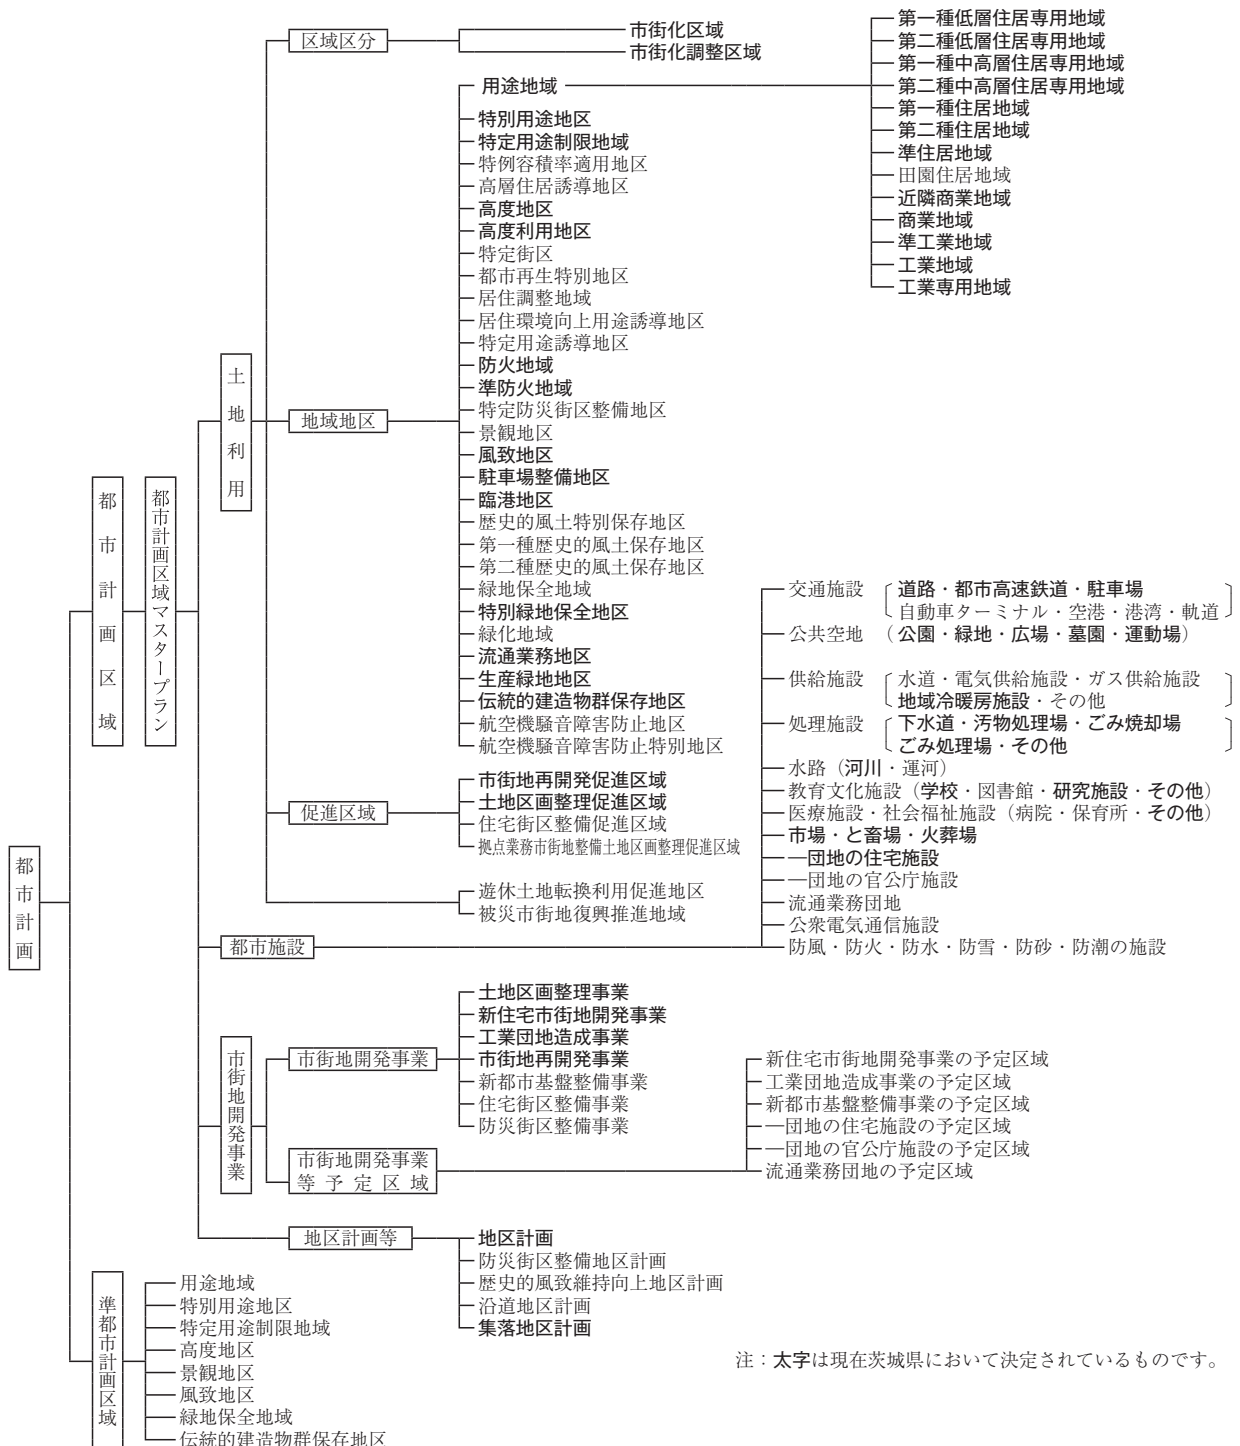 都市計画
都市計画区域
都市計画区域マスタープラン
土地利用
区域区分
市街化区域
市街化調整区域
地域地区
用途地域
第一種低層住居専用地域
第二種低層住居専用地域
第一種中高層住居専用地域
第二種中高層住居専用地域
第一種住居地域
第二種住居地域
準住居地域
田園住居地域
近隣商業地域
商業地域
準工業地域
工業地域
工業専用地域
特別用途地区
特定用途制限地域
特例容積率適用地区
高層住居誘導地区
高度地区
高度利用地区
特定街区
都市再生特別地区
居住調整地域
居住環境向上用途誘導地区
特定用途誘導地区
防火地域
準防火地域
特定防災街区整備地区
景観地区
風致地区
駐車場整備地区
臨港地区
歴史的風土特別保存地区
第一種歴史的風土保存地区
第二種歴史的風土保存地区
緑地保全地域
特別緑地保全地区
緑化地域
流通業務地区
生産緑地地区
伝統的建造物群保存地区
航空機騒音障害防止地区
航空機騒音障害防止特別地区
促進区域
市街地再開発促進区域
土地区画整理促進区域
住宅街区整備促進区域
拠点業務市街地整備土地区画整理促進区域
遊休土地転換利用促進地区
被災市街地復興推進地域
都市施設
交通施設〔道路・都市高速鉄道・駐車場
自動車ターミナル・空港・港湾・軌道〕
公共空地（公園・緑地・広場・墓園・運動場）
供給施設〔水道・電気供給施設・ガス供給施設
地域冷暖房施設・その他〕
処理施設〔下水道・汚物処理場・ごみ焼却場
ごみ処理場・その他〕
水路（河川・運河）
教育文化施設（学校・図書館・研究施設・その他）
医療施設・社会福祉施設（病院・保育所・その他）
市場・と畜場・火葬場
一団地の住宅施設
一団地の官公庁施設
流通業務団地
公衆電気通信施設
防風・防火・防水・防雪・防砂・防潮の施設
市街地開発事業
市街地開発事業
土地区画整理事業
新住宅市街地開発事業
工業団地造成事業
市街地再開発事業
新都市基盤整備事業
住宅街区整備事業
防災街区整備事業
市街地開発事業
等予定区域
新住宅市街地開発事業の予定区域
工業団地造成事業の予定区域
新都市基盤整備事業の予定区域
一団地の住宅施設の予定区域
一団地の官公庁施設の予定区域
流通業務団地の予定区域
地区計画等
地区計画
防災街区整備地区計画
歴史的風致維持向上地区計画
沿道地区計画
集落地区計画
準都市計画区域
用途地域
特別用途地区
特定用途制限地域
高度地区
景観地区
風致地区
緑地保全地域
伝統的建造物群保存地区
注：太字は現在茨城県において決定されているものです。